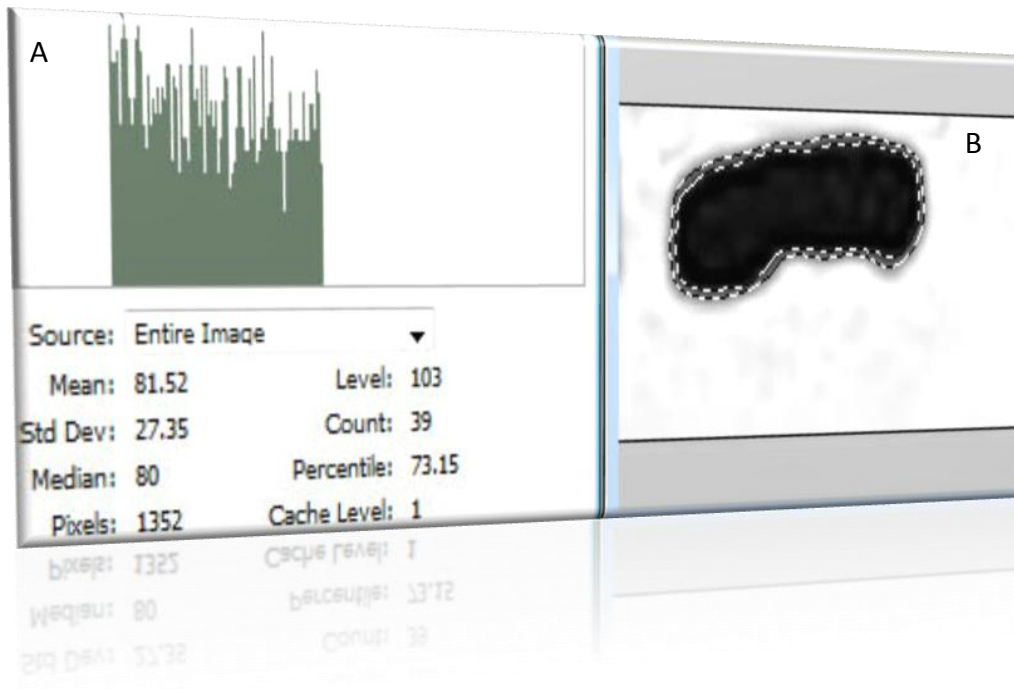 A
B
Source: Entire Image
Mean: 81.52 Level: 103
Std Dev: 27.35 Count: 39
Median: 80 Percentile: 73.15
Pixels: 1352 Cache Level: 1